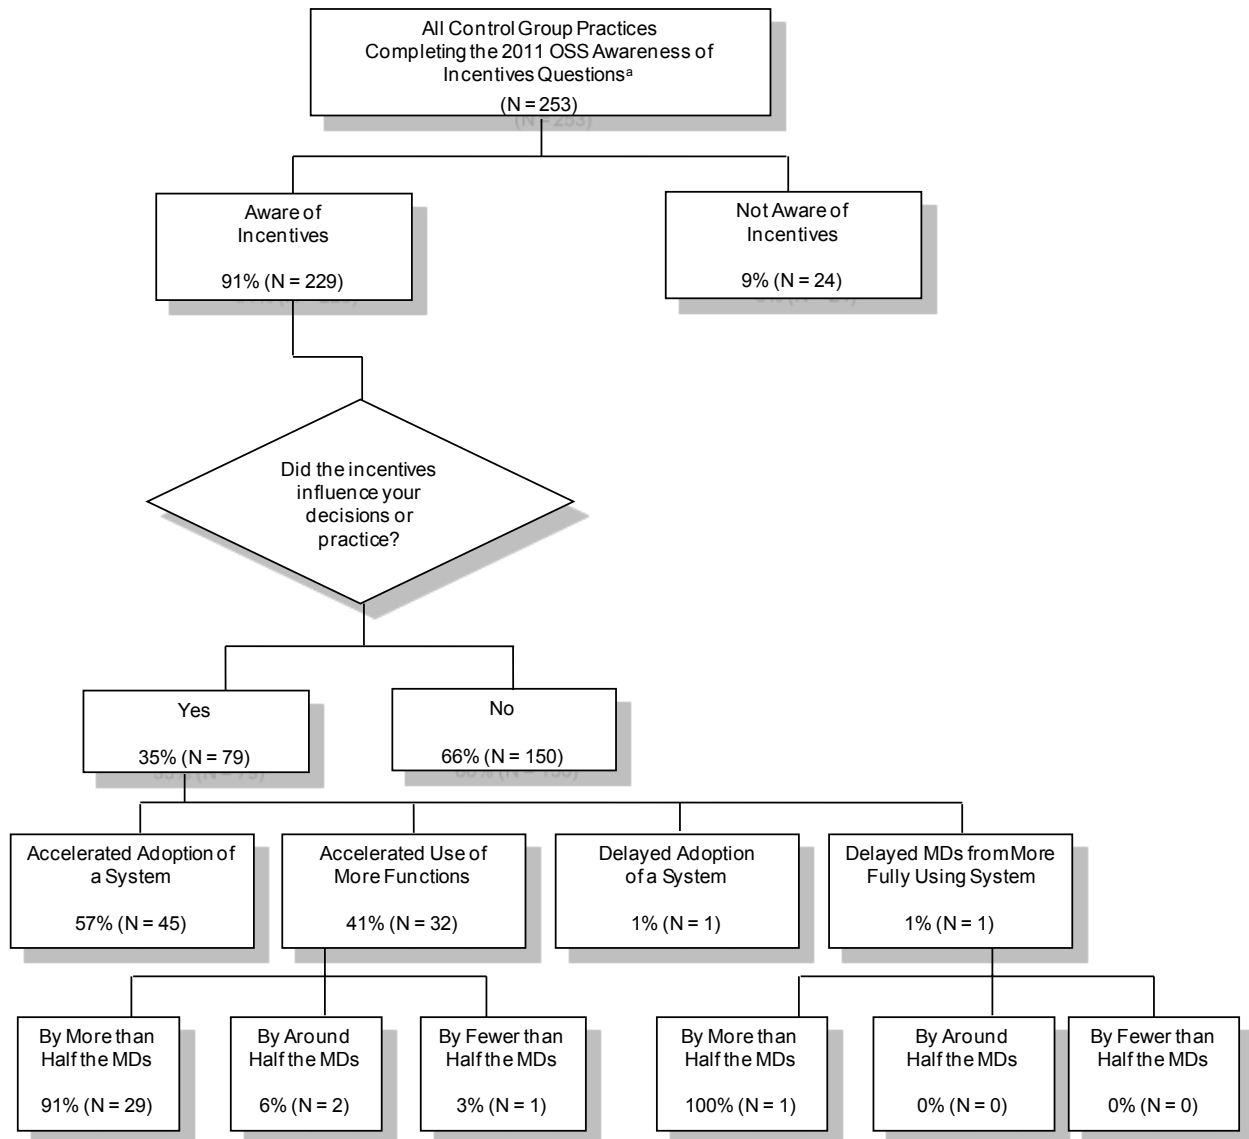 All Control Group Practices
Completing the 2011 OSS Awareness of
Incentives Questionsᵃ
(N = 253)
Aware of
Incentives
91% (N = 229)
Not Aware of
Incentives
9% (N = 24)
Did the incentives
influence your
decisions or
practice?
Yes
35% (N = 79)
No
66% (N = 150)
Accelerated Adoption of
a System
57% (N = 45)
Accelerated Use of
More Functions
41% (N = 32)
Delayed Adoption
of a System
1% (N = 1)
Delayed MDs from More
Fully Using System
1% (N = 1)
By More than
Half the MDs
91% (N = 29)
By Around
Half the MDs
6% (N = 2)
By Fewer than
Half the MDs
3% (N = 1)
By More than
Half the MDs
100% (N = 1)
By Around
Half the MDs
0% (N = 0)
By Fewer than
Half the MDs
0% (N = 0)